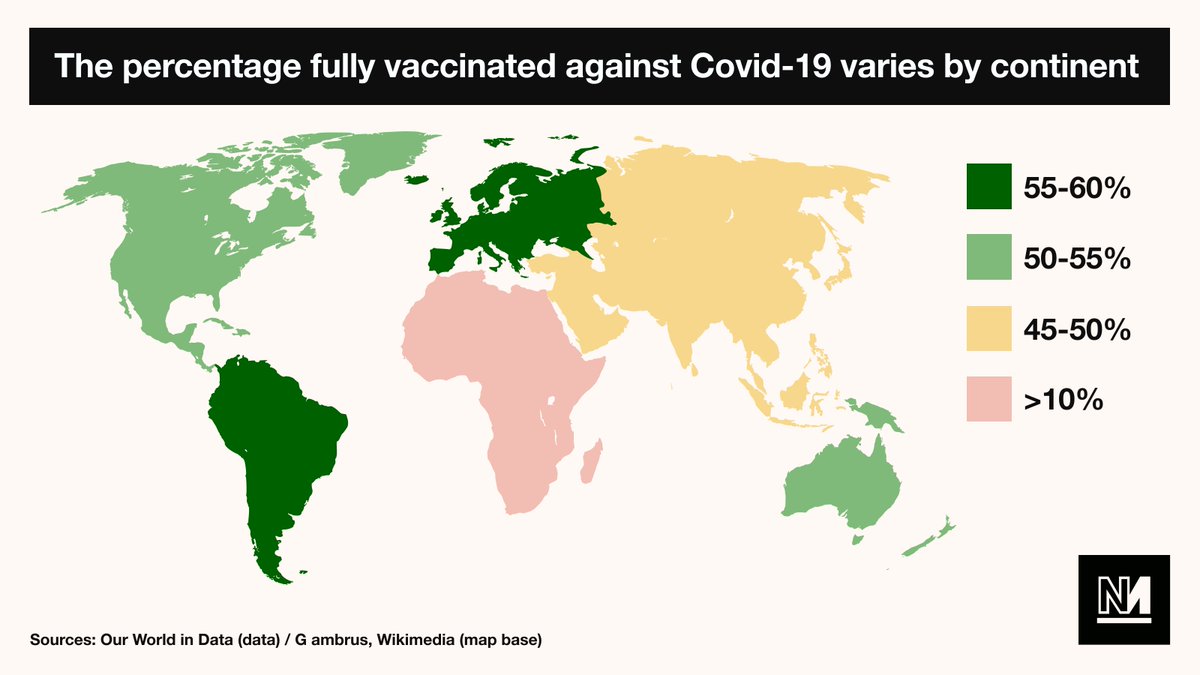 The percentage fully vaccinated against Covid-19 varies by continent
55-60%
50-55%
45-50%
>10%
Sources: Our World in Data (data) / G ambrus, Wikimedia (map base)
NM